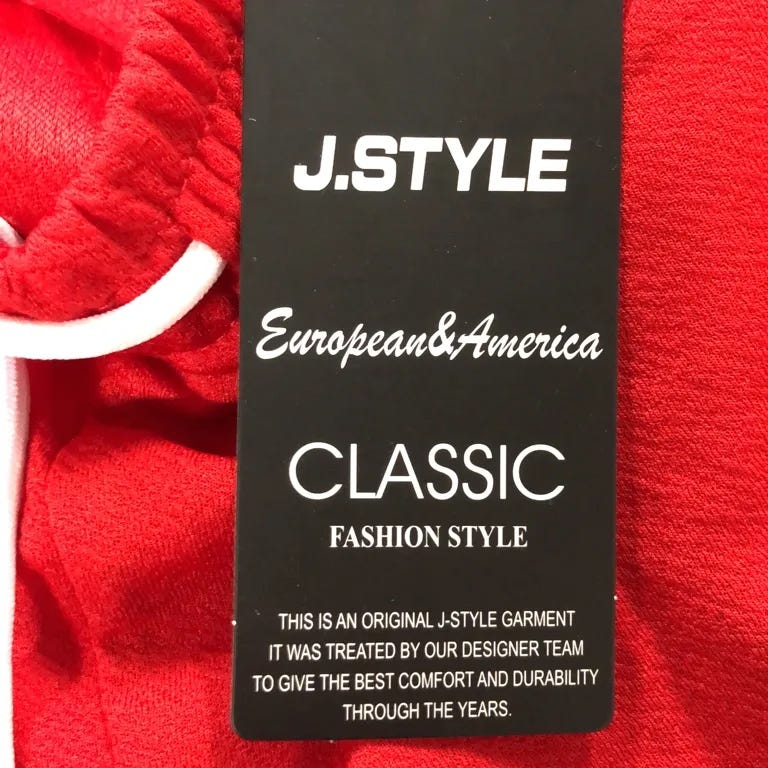 J.STYLE
European&America
CLASSIC
FASHION STYLE
THIS IS AN ORIGINAL J-STYLE GARMENT
IT WAS TREATED BY OUR DESIGNER TEAM
TO GIVE THE BEST COMFORT AND DURABILITY
THROUGH THE YEARS.